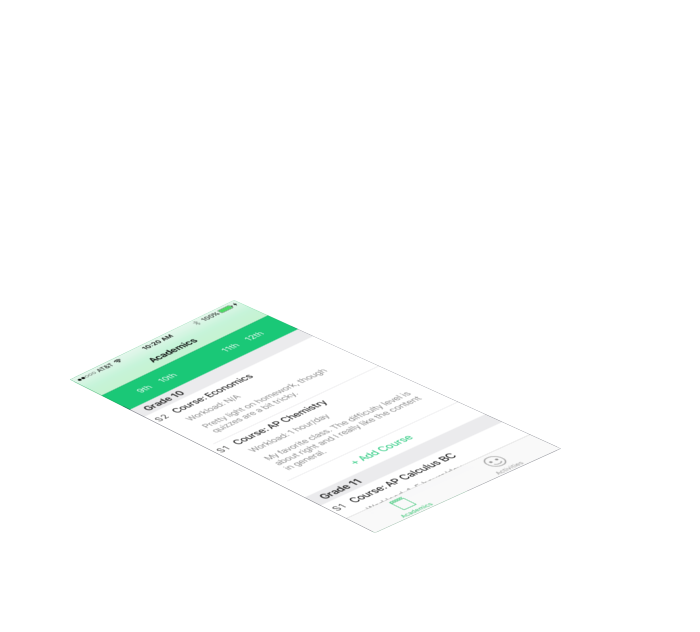 AT&T 10:20 AM 100%
Academics
9th 10th 11th 12th
Grade 10
S2 Course: Economics
Workload: N/A
Pretty light on homework, though
quizzes are a bit tricky.
S1 Course: AP Chemistry
Workload: 1 hour/day
My favorite class. The difficulty level is
about right and I really like the content
in general.
+ Add Course
Grade 11
S1 Course: AP Calculus BC
Academics Activities